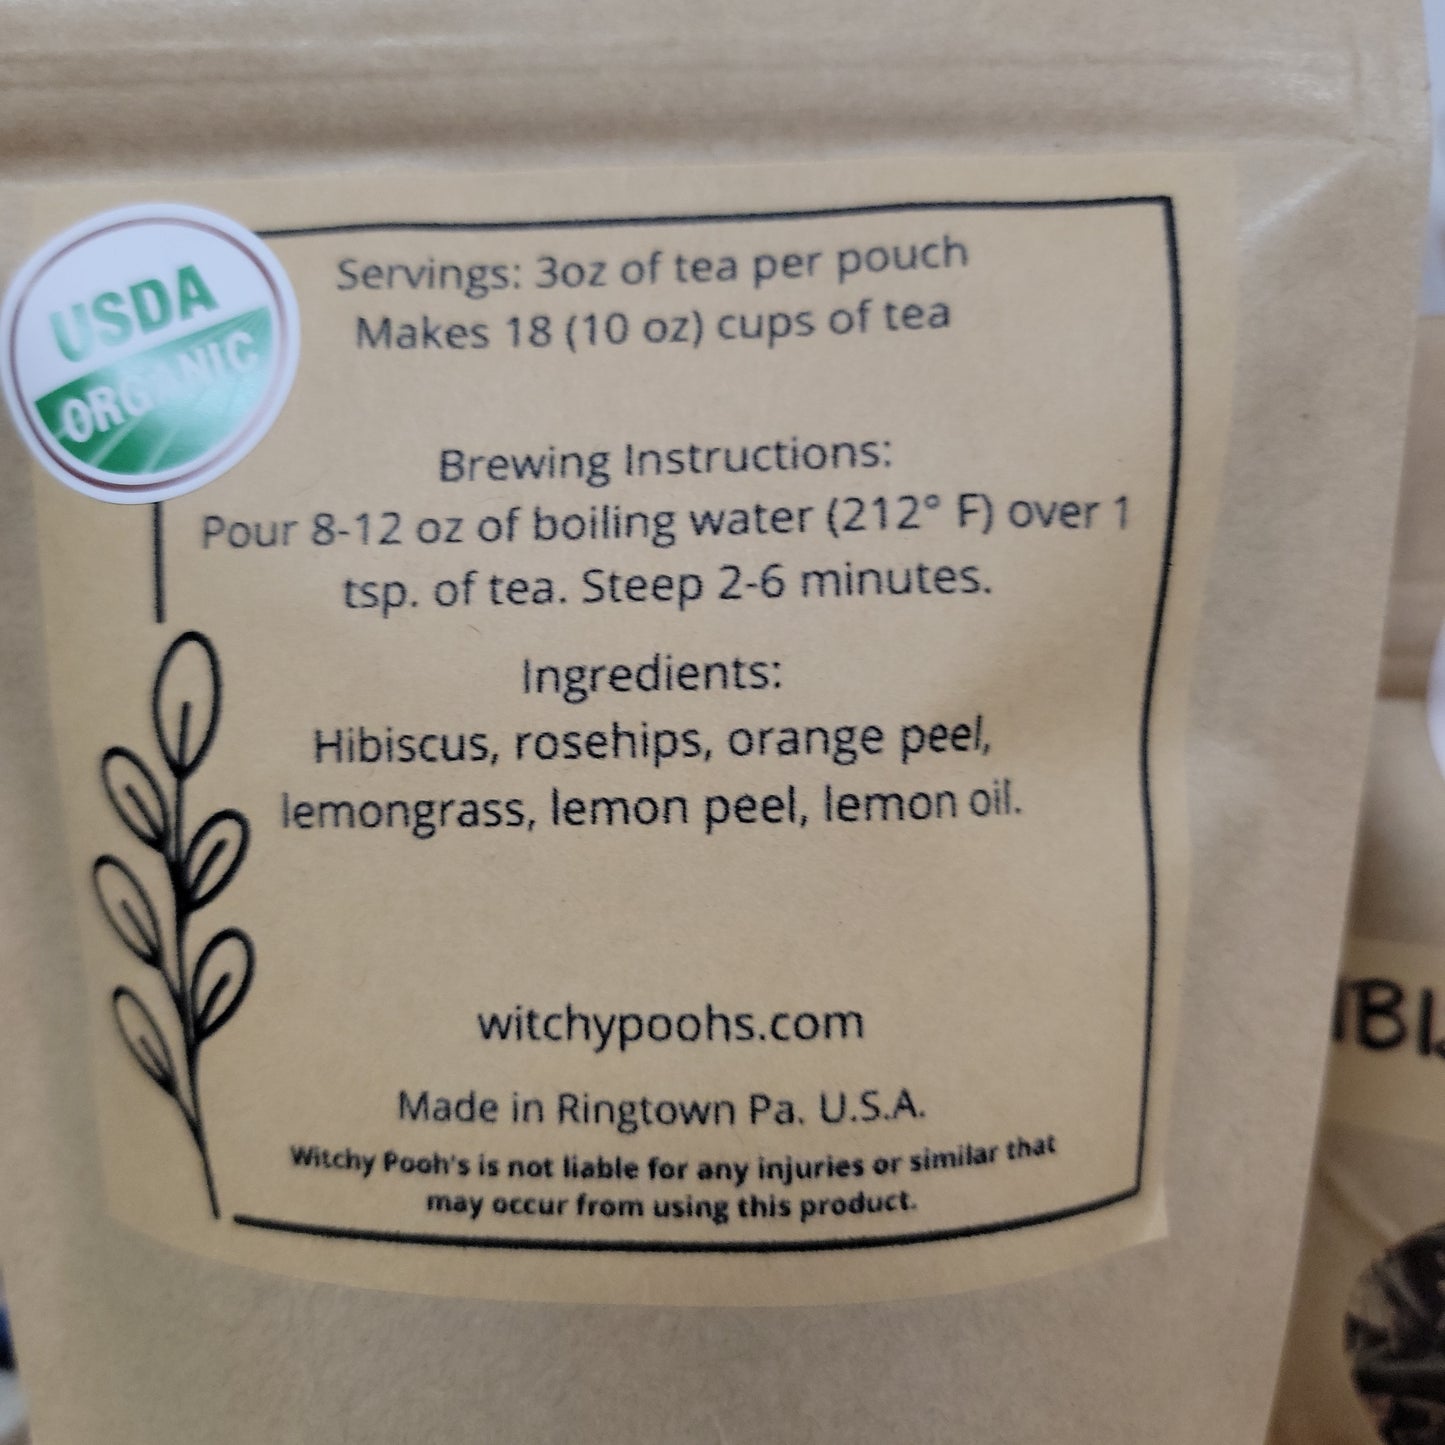 USDA
ORGANIC
Servings: 3oz of tea per pouch
Makes 18 (10 oz) cups of tea
Brewing Instructions:
Pour 8-12 oz of boiling water (212° F) over 1
tsp. of tea. Steep 2-6 minutes.
Ingredients:
Hibiscus, rosehips, orange peel,
lemongrass, lemon peel, lemon oil.
witchypoohs.com
Made in Ringtown Pa. U.S.A.
Witchy Pooh's is not liable for any injuries or similar that
may occur from using this product.